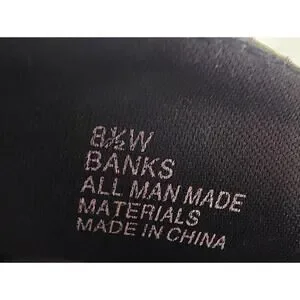 8½W
BANKS
ALL MAN MADE
MATERIALS
MADE IN CHINA